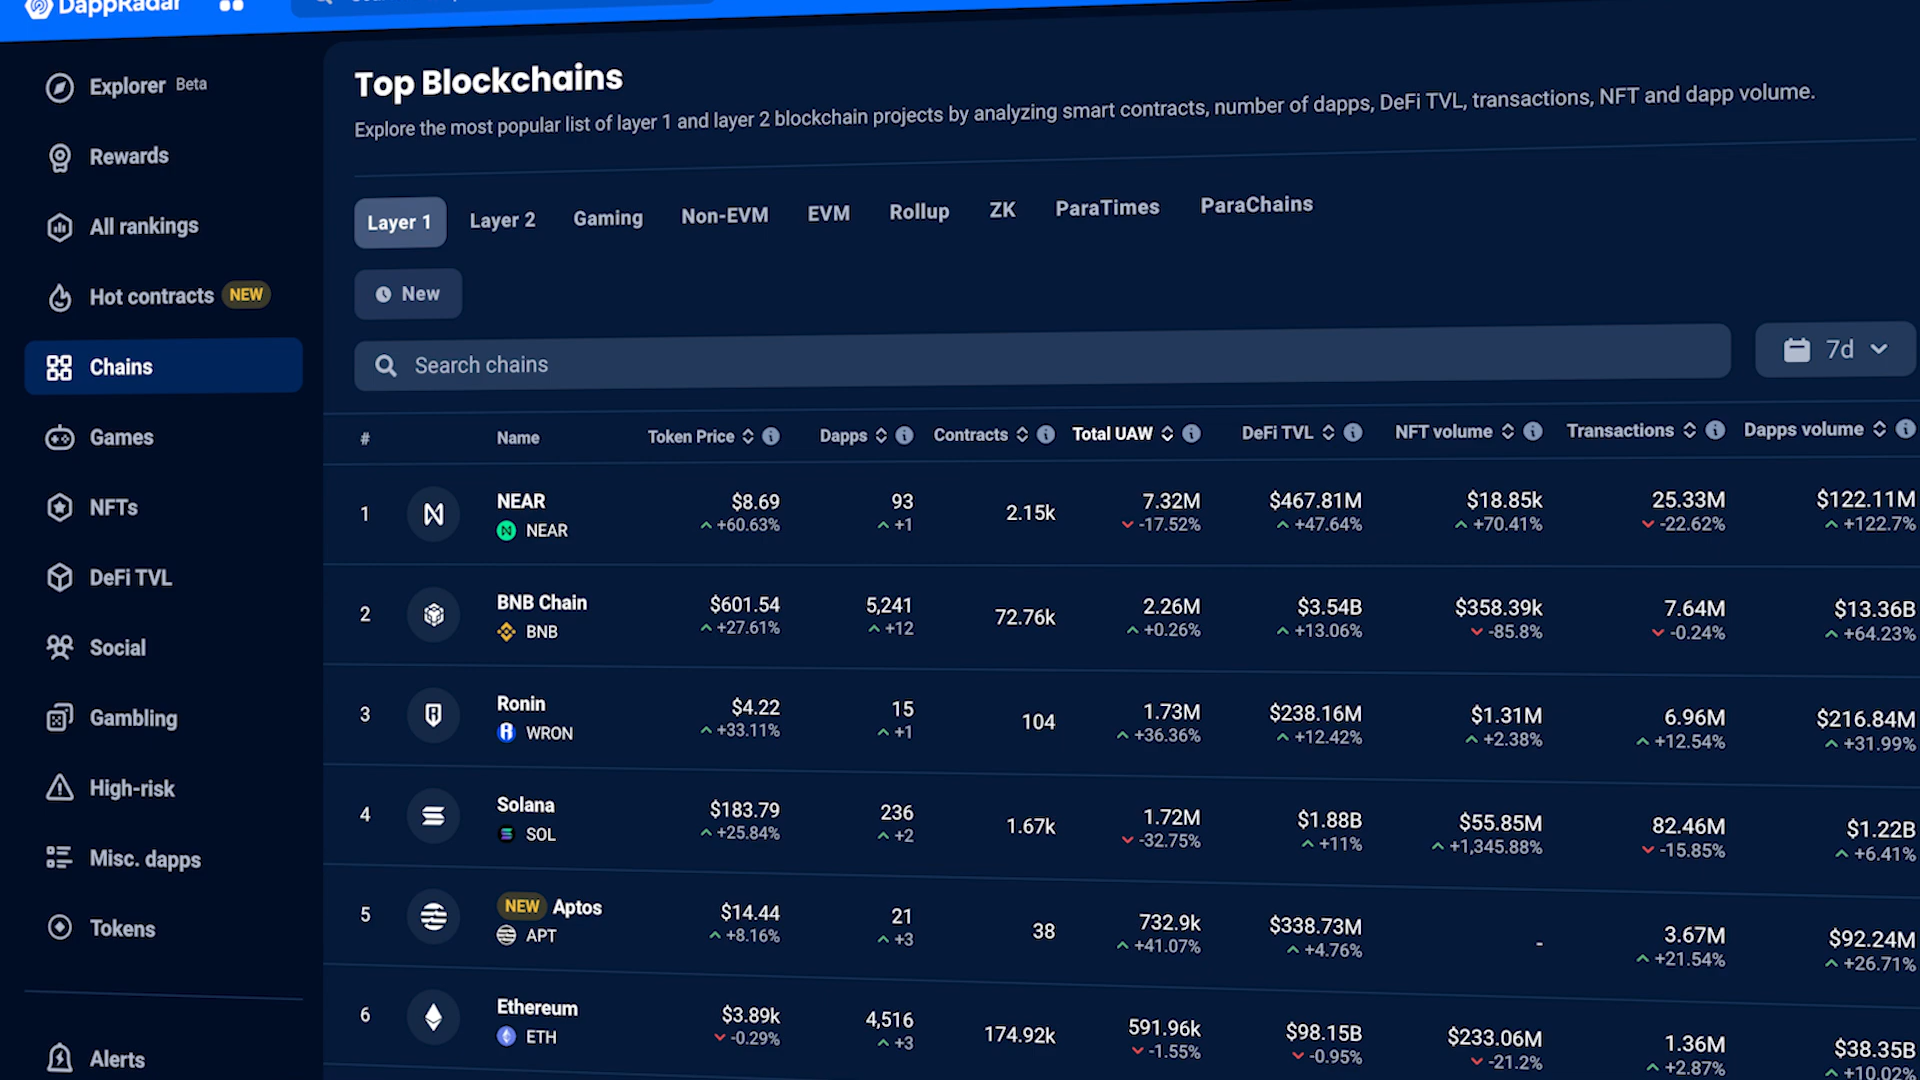 DappRadar
Explorer Beta
Rewards
All rankings
Hot contracts NEW
Chains
Games
NFTs
DeFi TVL
Social
Gambling
High-risk
Misc. dapps
Tokens
Alerts
Top Blockchains
Explore the most popular list of layer 1 and layer 2 blockchain projects by analyzing smart contracts, number of dapps, DeFi TVL, transactions, NFT and dapp volume.
Layer 1 Layer 2 Gaming Non-EVM EVM Rollup ZK ParaTimes ParaChains
New
Search chains 7d
# Name Token Price Dapps Contracts Total UAW DeFi TVL NFT volume Transactions Dapps volume
1 NEAR $8.69 93 2.15k 7.32M $467.81M $18.85k 25.33M $122.11M
NEAR +60.63% +1 -17.52% +47.64% +70.41% -22.62% +122.7%
2 BNB Chain $601.54 5,241 72.76k 2.26M $3.54B $358.39k 7.64M $13.36B
BNB +27.61% +12 +0.26% +13.06% -85.8% -0.24% +64.23%
3 Ronin $4.22 15 104 1.73M $238.16M $1.31M 6.96M $216.84M
WRON +33.11% +1 +36.36% +12.42% +2.38% +12.54% +31.99%
4 Solana $183.79 236 1.67k 1.72M $1.88B $55.85M 82.46M $1.22B
SOL +25.84% +2 -32.75% +11% +1,345.88% -15.85% +6.41%
5 NEW Aptos $14.44 21 38 732.9k $338.73M - 3.67M $92.24M
APT +8.16% +3 +41.07% +4.76% +21.54% +26.71%
6 Ethereum $3.89k 4,516 174.92k 591.96k $98.15B $233.06M 1.36M $38.35B
ETH -0.29% +3 -1.55% -0.95% -21.2% +2.87% +10.02%